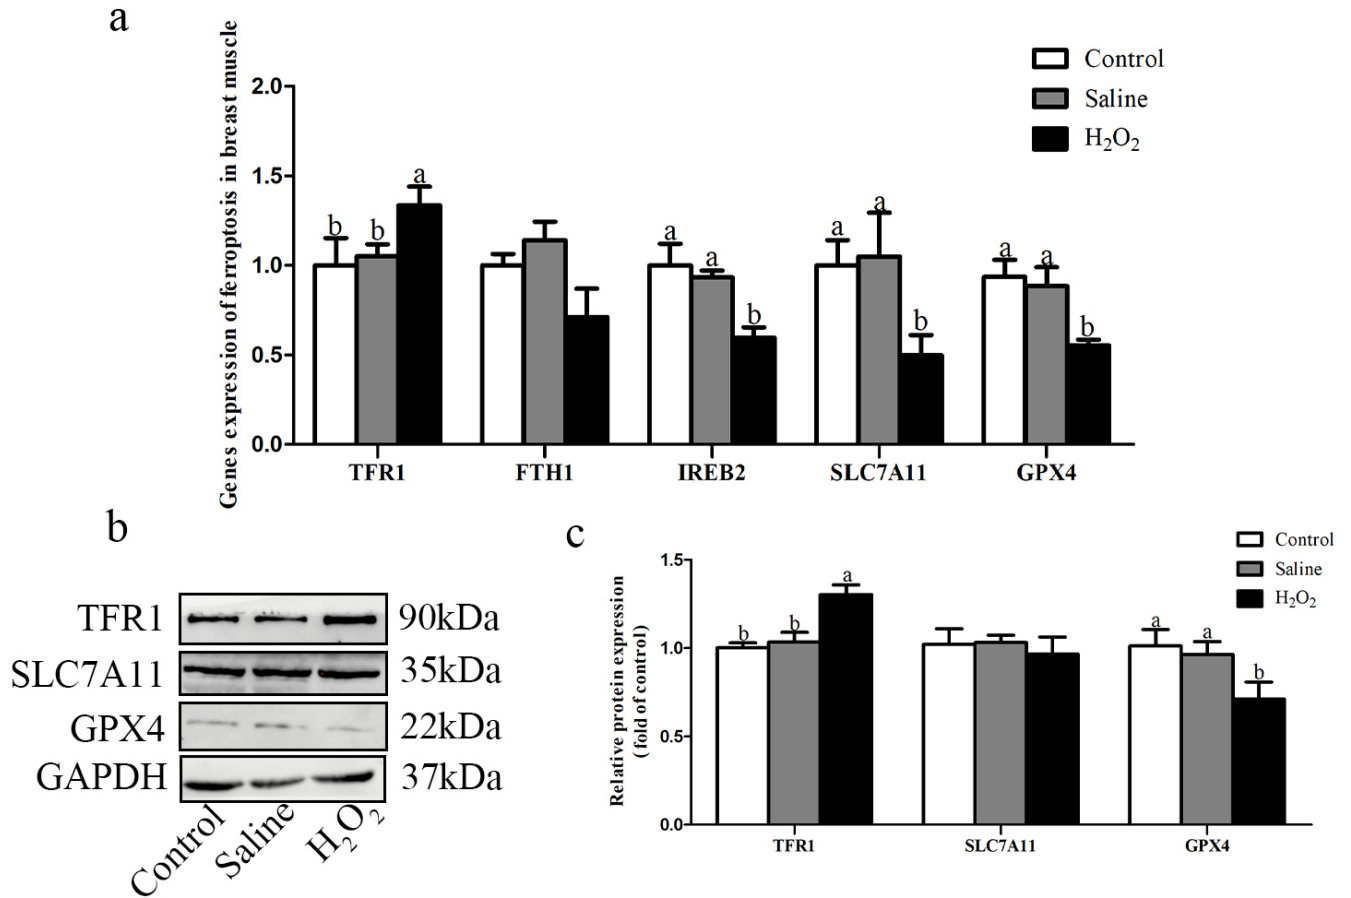 a
Genes expression of ferroptosis in breast muscle
2.0
1.5
1.0
0.5
0.0
b b a
a a b
a a b
a a b
TFR1 FTH1 IREB2 SLC7A11 GPX4
Control
Saline
H₂O₂
b
TFR1 90kDa
SLC7A11 35kDa
GPX4 22kDa
GAPDH 37kDa
Control Saline H₂O₂
c
Relative protein expression
(fold of control)
1.5
1.0
0.5
0.0
b b a
a a b
TFR1 SLC7A11 GPX4
Control
Saline
H₂O₂